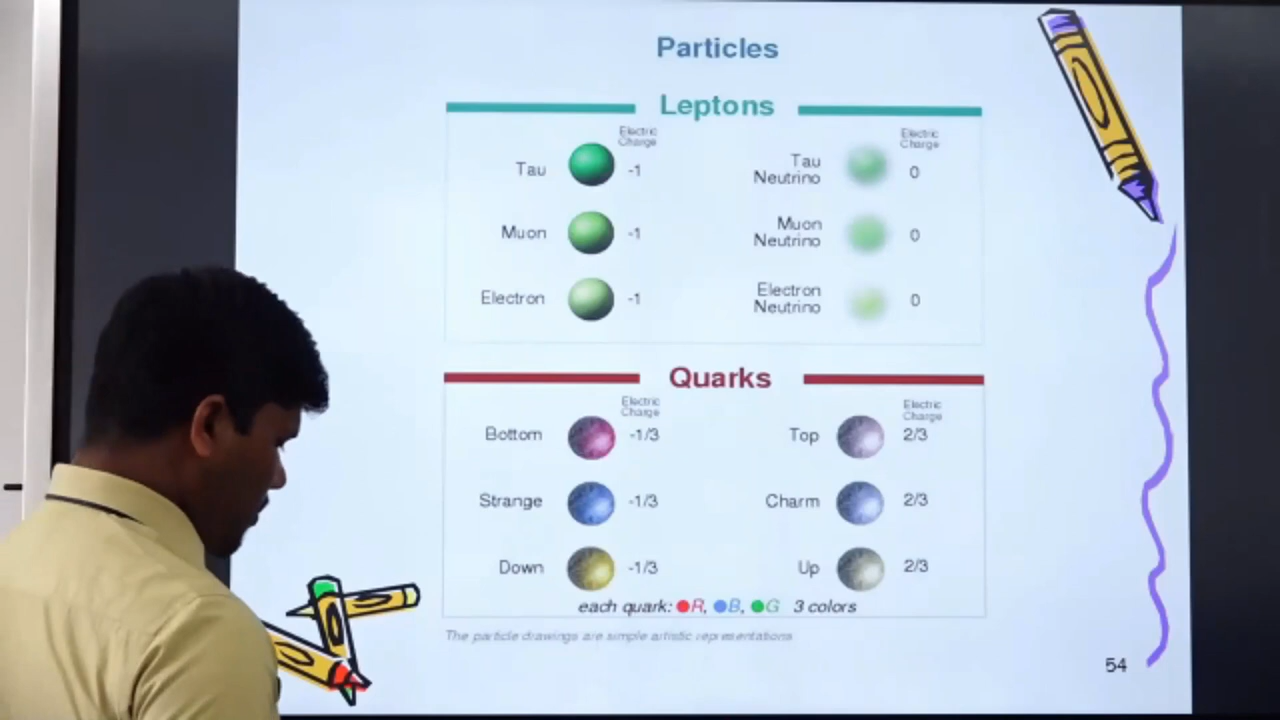 Particles
Leptons
Electric
Charge
Electric
Charge
Tau -1
Tau
Neutrino 0
Muon -1
Muon
Neutrino 0
Electron -1
Electron
Neutrino 0
Quarks
Electric
Charge
Electric
Charge
Bottom -1/3
Top 2/3
Strange -1/3
Charm 2/3
Down -1/3
Up 2/3
each quark: R, B, G 3 colors
The particle drawings are simple artistic representations
54